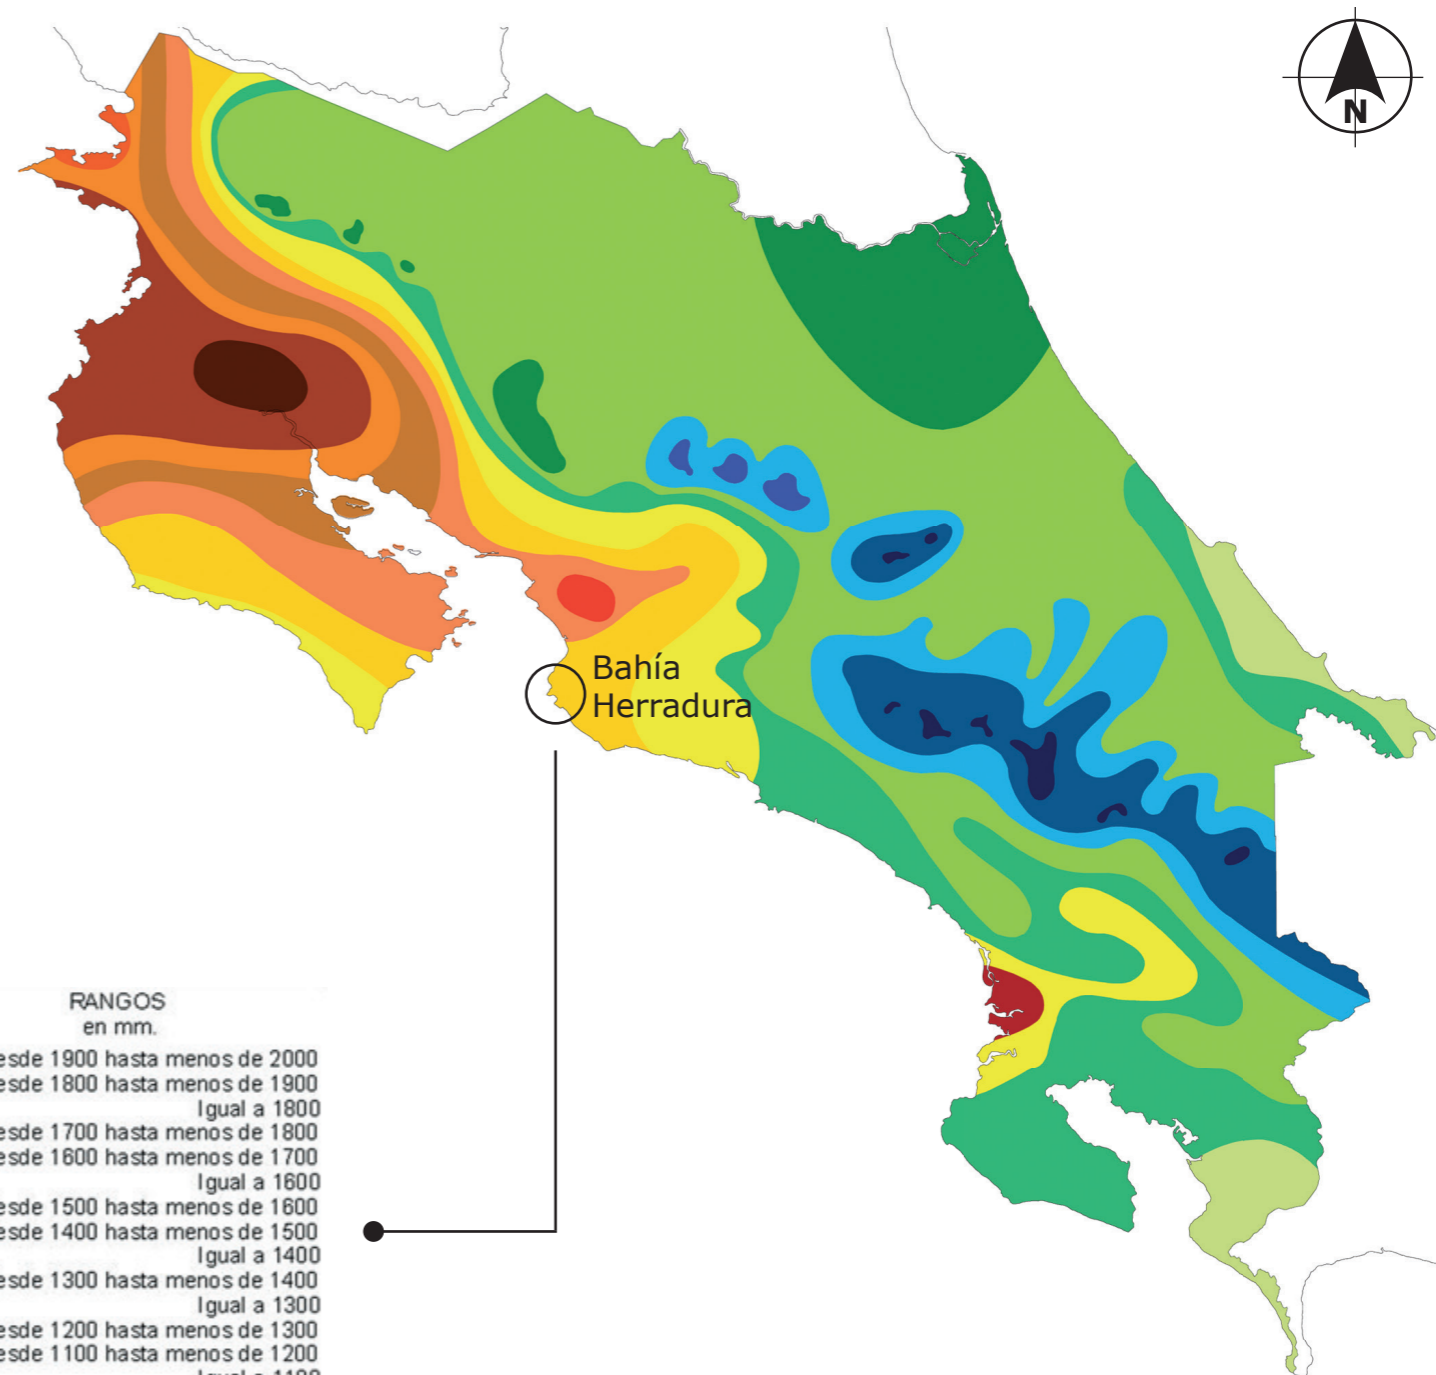 N
Bahía
Herradura
RANGOS
en mm.
esde 1900 hasta menos de 2000
esde 1800 hasta menos de 1900
Igual a 1800
esde 1700 hasta menos de 1800
esde 1600 hasta menos de 1700
Igual a 1600
esde 1500 hasta menos de 1600
esde 1400 hasta menos de 1500
Igual a 1400
esde 1300 hasta menos de 1400
Igual a 1300
esde 1200 hasta menos de 1300
esde 1100 hasta menos de 1200
Igual a 1100